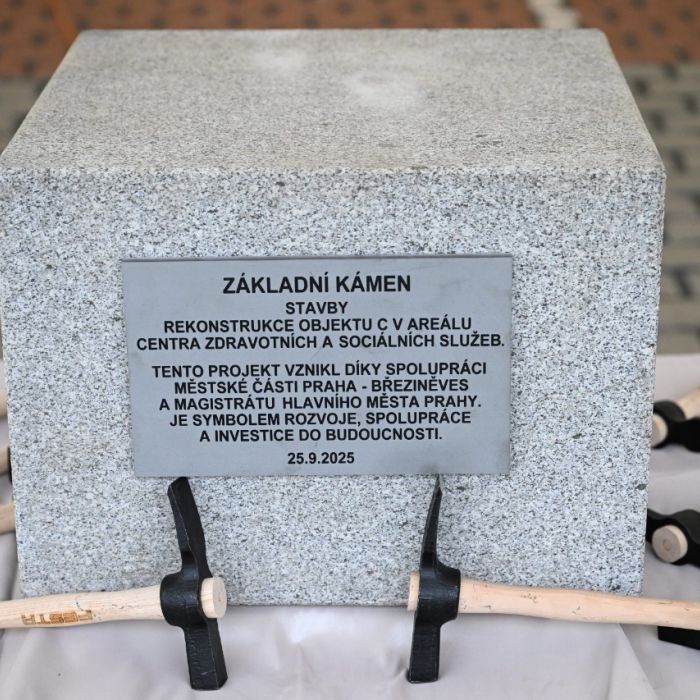 ZÁKLADNÍ KÁMEN
STAVBY
REKONSTRUKCE OBJEKTU C V AREÁLU
CENTRA ZDRAVOTNÍCH A SOCIÁLNÍCH SLUŽEB.
TENTO PROJEKT VZNIKL DÍKY SPOLUPRÁCI
MĚSTSKÉ ČÁSTI PRAHA - BŘEZINĚVES
A MAGISTRÁTU HLAVNÍHO MĚSTA PRAHY.
JE SYMBOLEM ROZVOJE, SPOLUPRÁCE
A INVESTICE DO BUDOUCNOSTI.
25.9.2025
FESTA